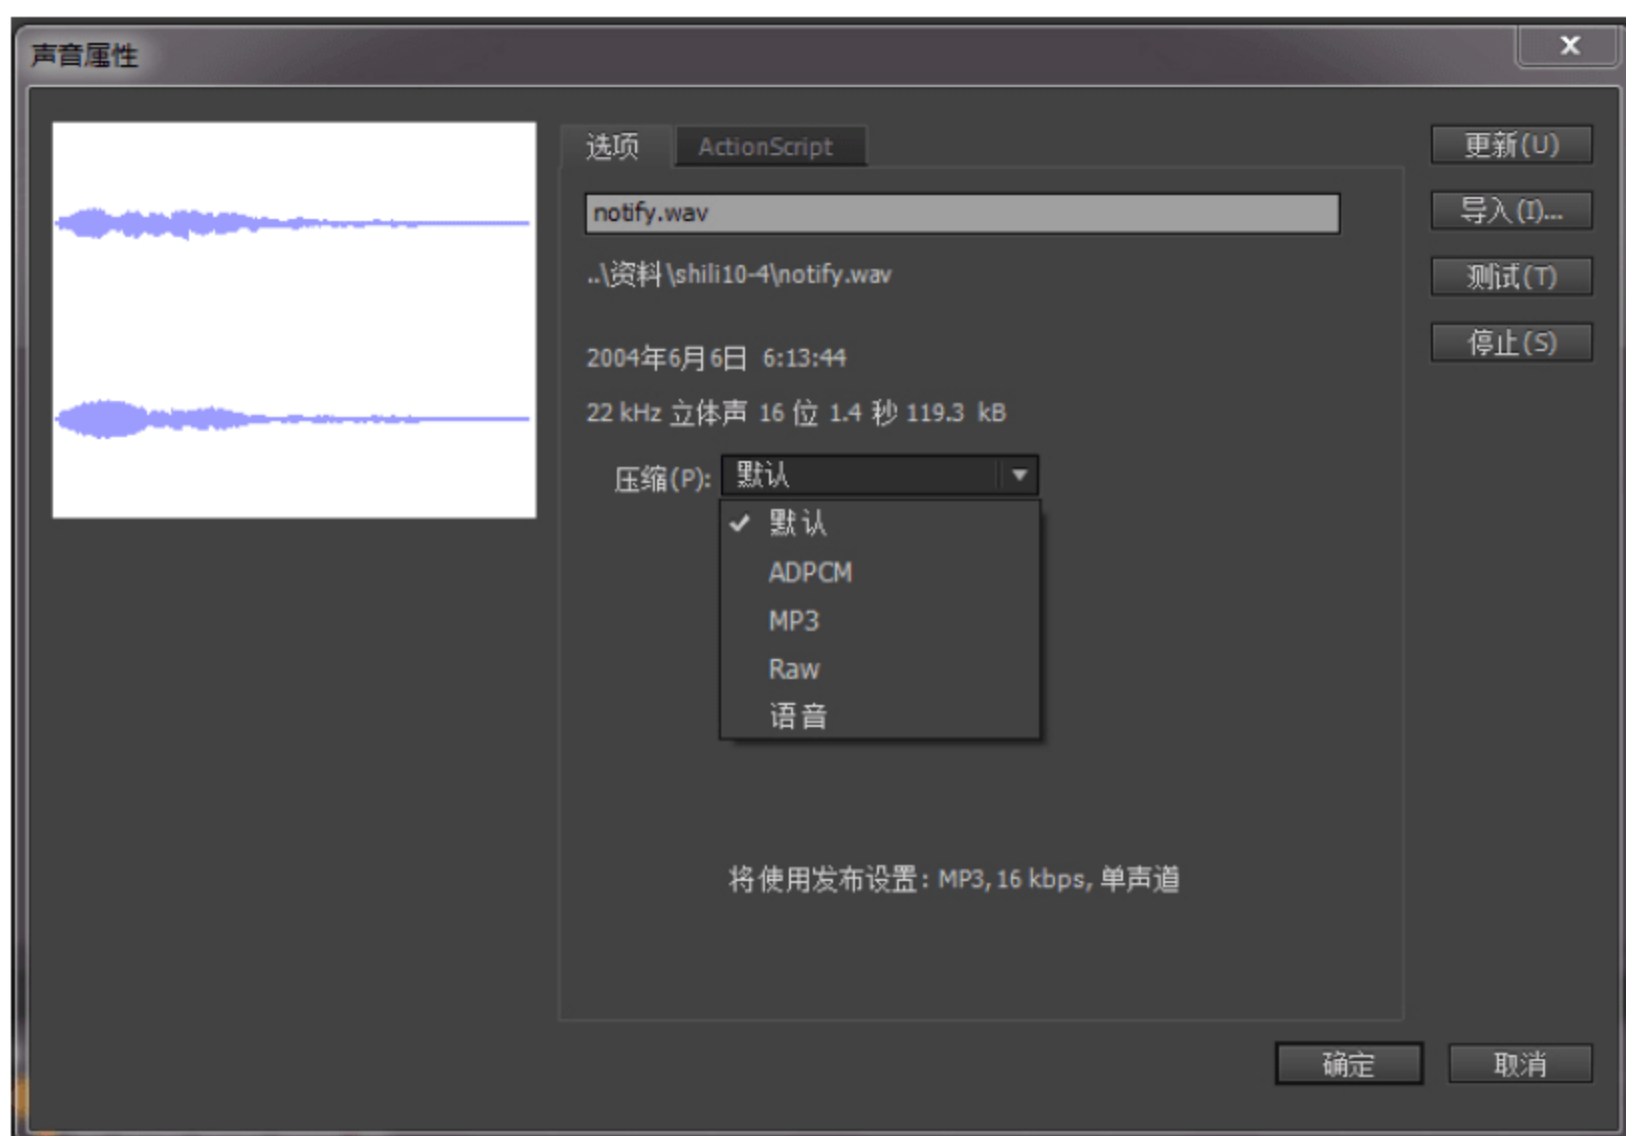 声音属性
x
选项 ActionScript
更新(U)
notify.wav
导入(I)...
..\资料\shili10-4\notify.wav
测试(T)
停止(S)
2004年6月6日 6:13:44
22 kHz 立体声 16 位 1.4 秒 119.3 kB
压缩(P): 默认
默认
ADPCM
MP3
Raw
语音
将使用发布设置: MP3, 16 kbps, 单声道
确定 取消